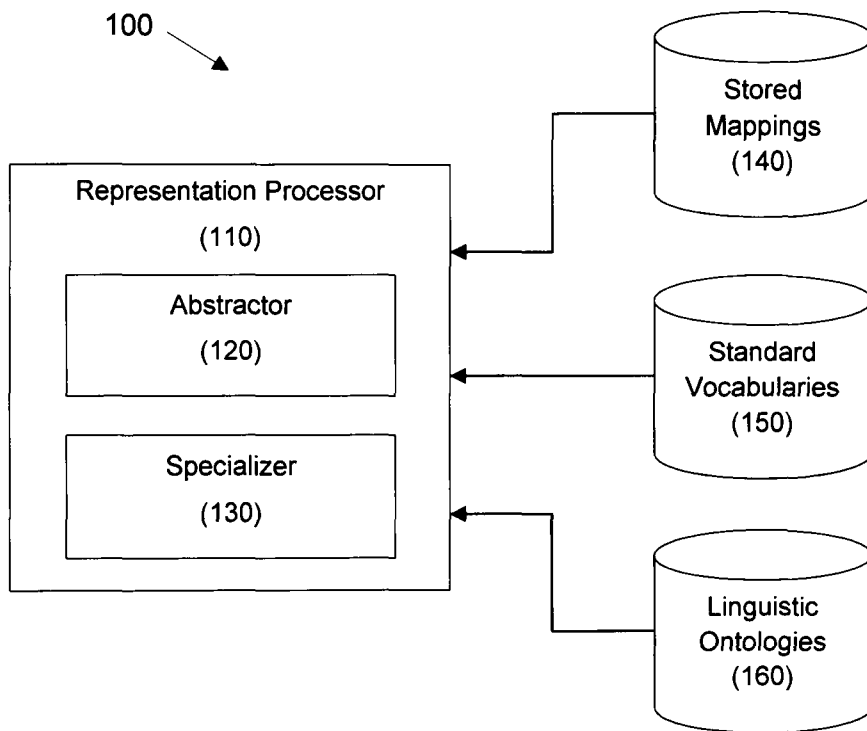 100
Representation Processor
(110)
Abstractor
(120)
Specializer
(130)
Stored
Mappings
(140)
Standard
Vocabularies
(150)
Linguistic
Ontologies
(160)